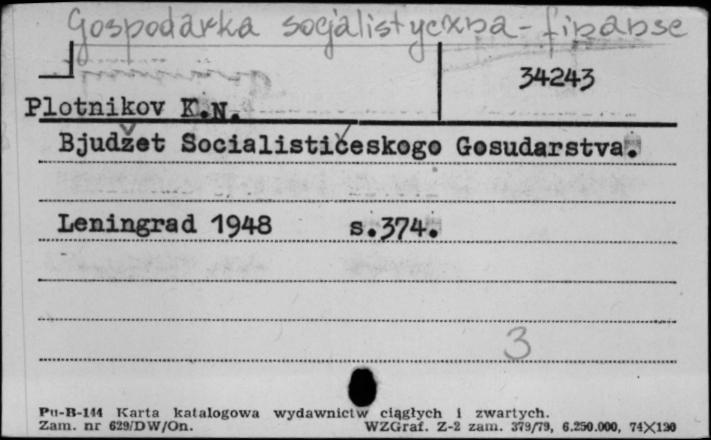 Gospodarka socjalistyczna - finanse
34243
Plotnikov K.N.
Bjudžet Socialističeskogo Gosudarstva.
Leningrad 1948 s.374.
3
Pu-B-144 Karta katalogowa wydawnictw ciągłych i zwartych.
Zam. nr 629/DW/On. WZGraf. Z-2 zam. 379/79, 6.250.000, 74X120